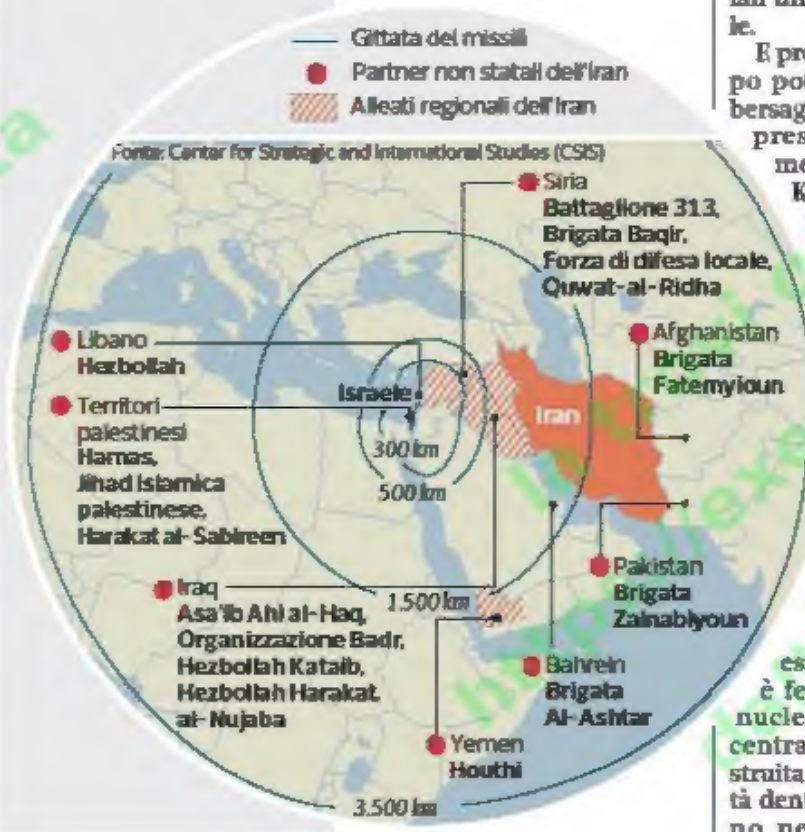 Gittata dei missili
Partner non statali dell'Iran
Alleati regionali dell'Iran
Fonte: Center for Strategic and International Studies (CSIS)
Siria
Battaglione 313,
Brigata Baqir,
Forza di difesa locale,
Quwat-al-Ridha
Libano
Hezbollah
Afghanistan
Brigata
Fatemyioun
Israele
Iran
Territori
palestinesi
Hamas,
Jihad Islamica
palestinese,
Harakat al-Sabireen
300 km
500 km
Iraq
Asa'ib Ahl al-Haq,
Organizzazione Badr,
Hezbollah Kataib,
Hezbollah Harakat
al-Nujaba
1.500 km
Pakistan
Brigata
Zainabiyoun
Bahrein
Brigata
Al-Ashtar
Yemen
Houthi
3.500 km
le.
E pre
po po
bersag
pres
è fe
nucle
centra
struita
tà dent
no ne